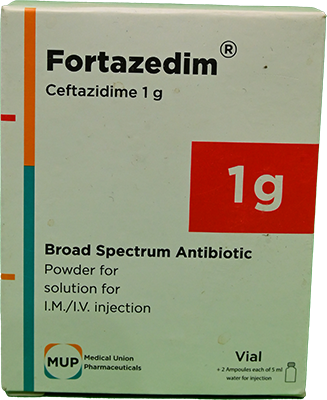 Fortazedim®
Ceftazidime 1 g
1g
Broad Spectrum Antibiotic
Powder for
solution for
I.M./I.V. injection
MUP
Medical Union
Pharmaceuticals
Vial
+ 2 Ampoules each of 5 ml
water for injection